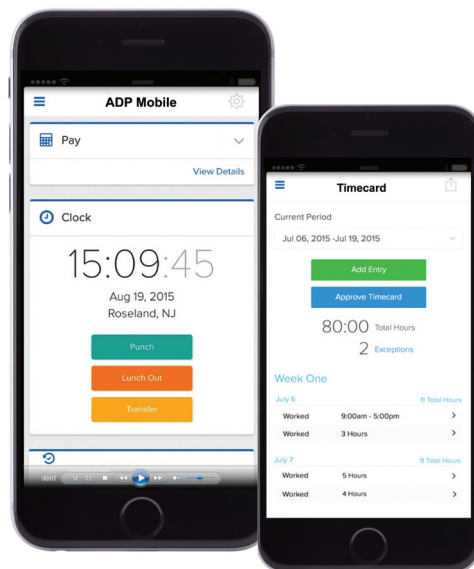 ADP Mobile
Pay
View Details
Clock
15:09:45
Aug 19, 2015
Roseland, NJ
Punch
Lunch Out
Transfer
00:07
Timecard
Current Period
Jul 06, 2015 -Jul 19, 2015
Add Entry
Approve Timecard
80:00 Total Hours
2 Exceptions
Week One
July 6 11 Total Hours
Worked 9:00am - 5:00pm
Worked 3 Hours
July 7 9 Total Hours
Worked 5 Hours
Worked 4 Hours